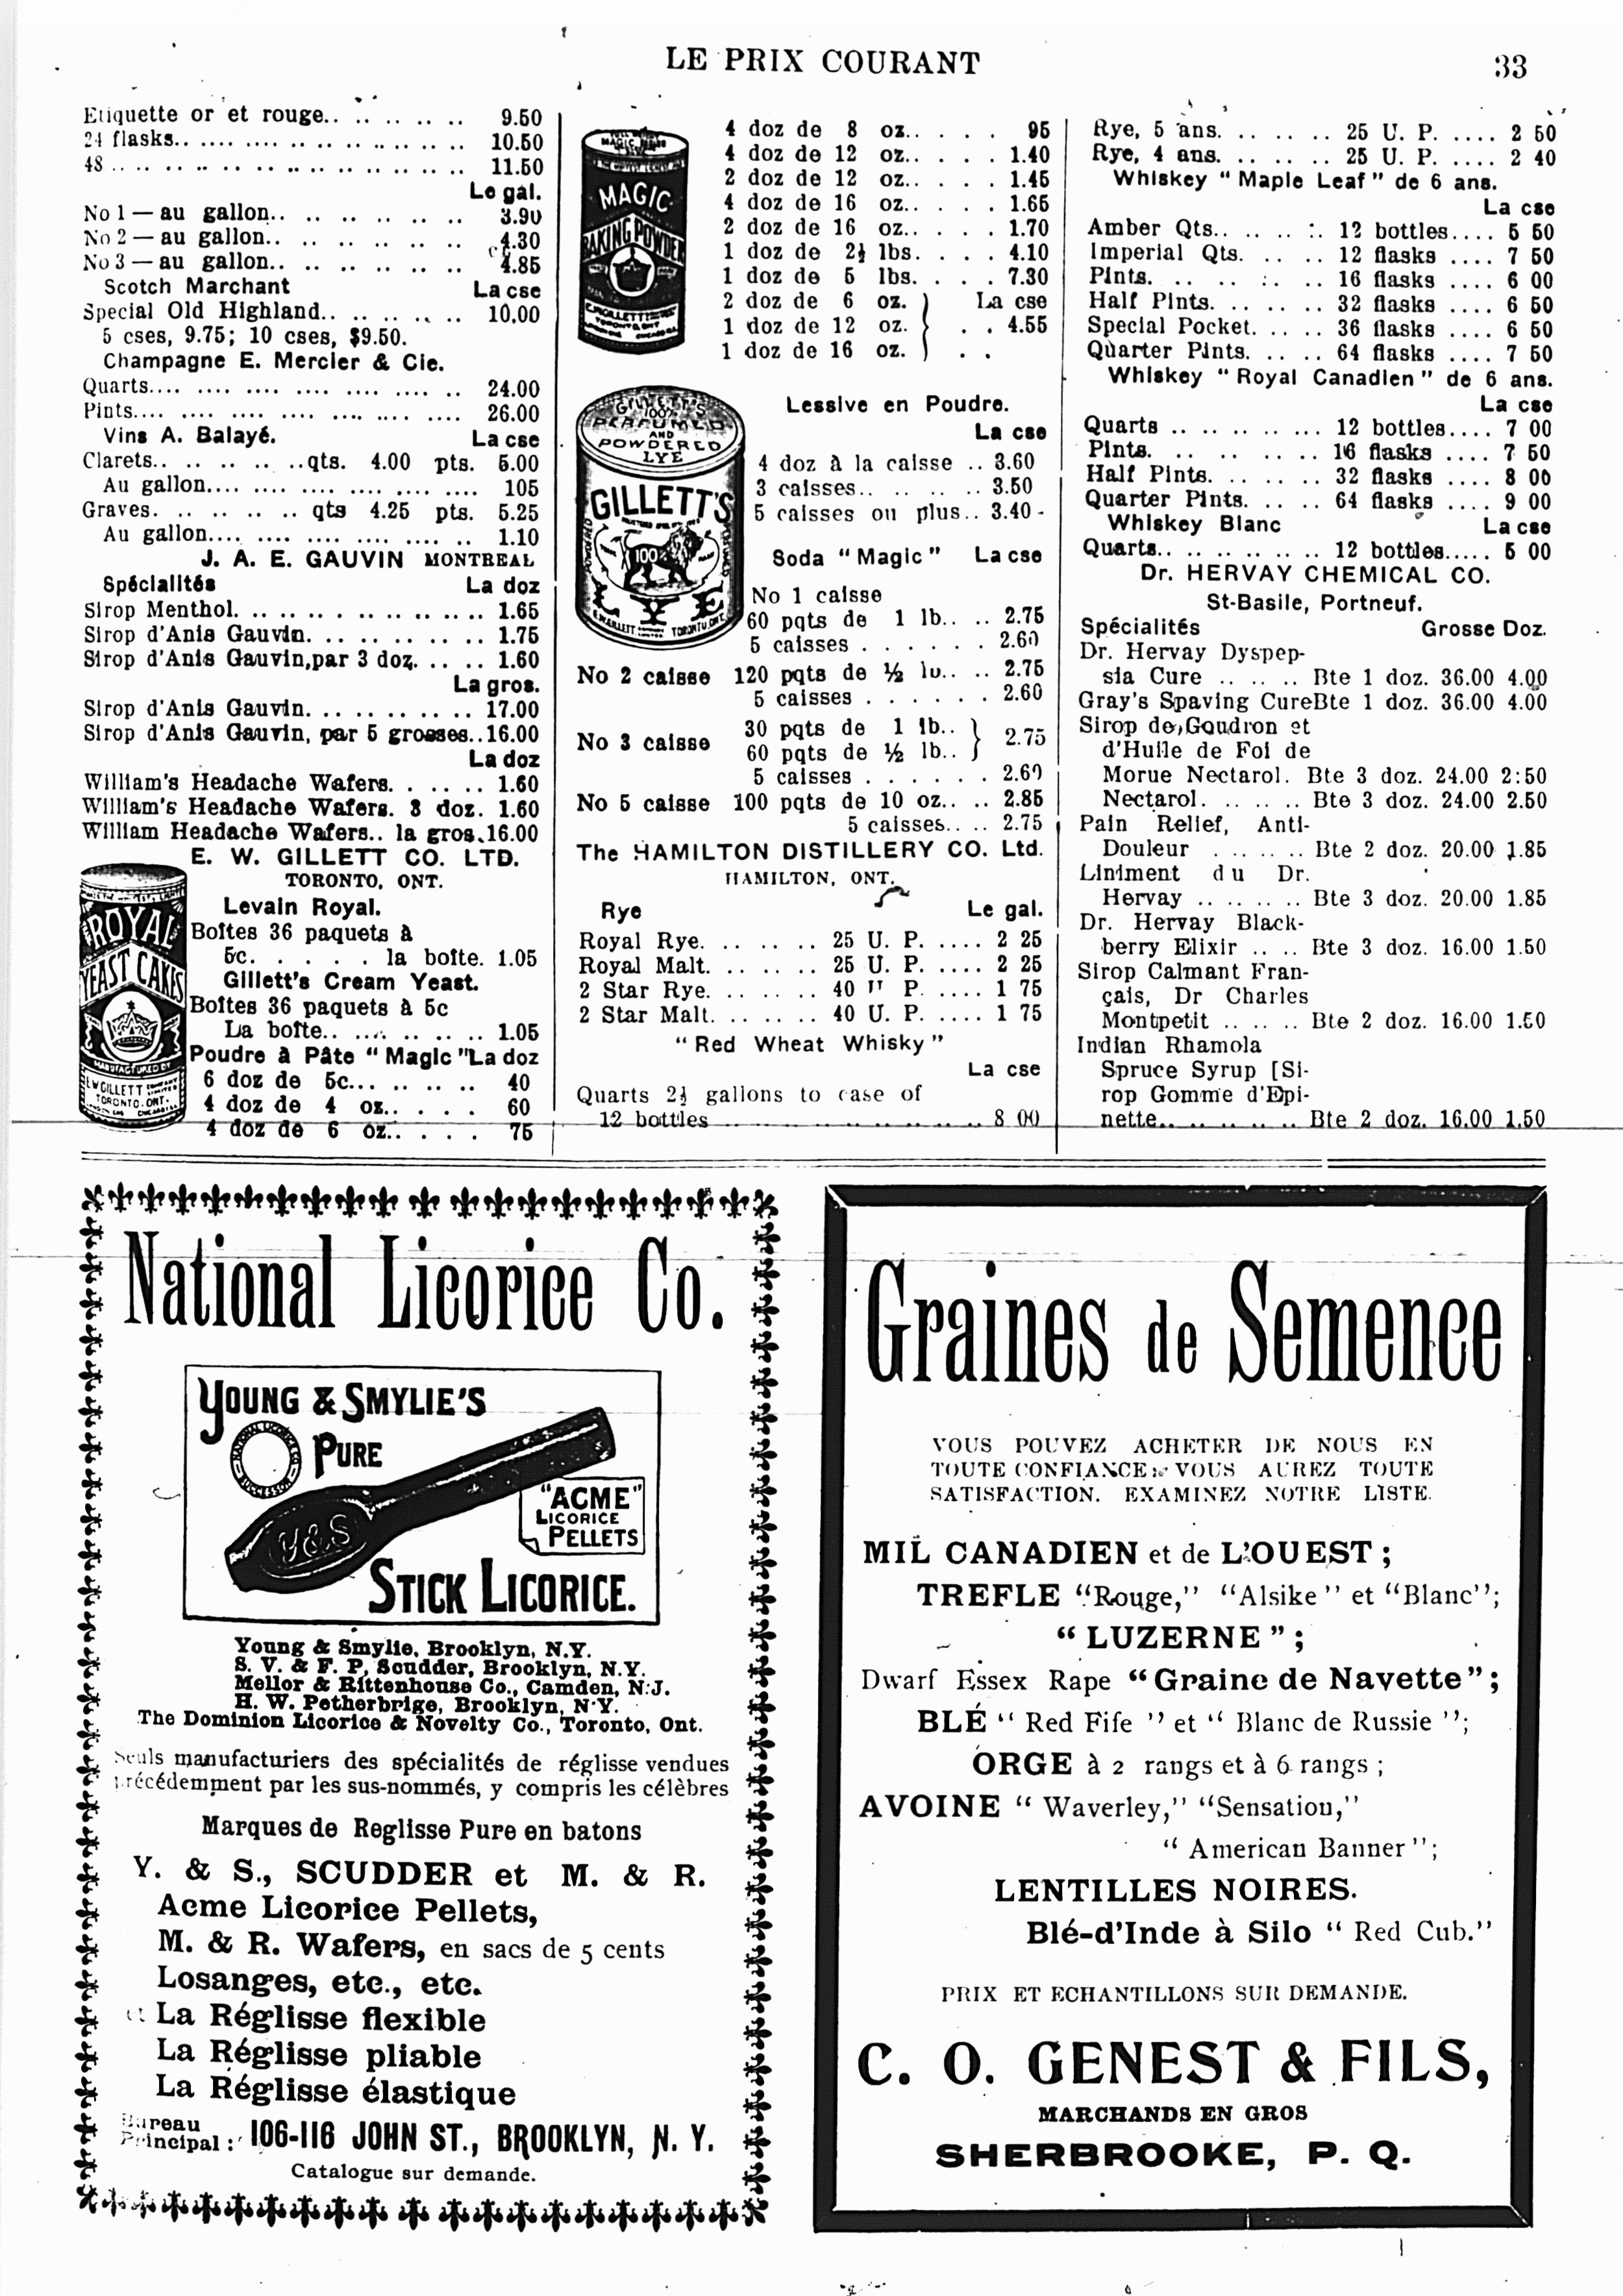 LE PRIX COURANT
33
Etiquette or et rouge.. .. .. .. .. 9.50
24 flasks.. .... .... .. .. .. .. .. .. 10.50
48 .. .. .. .. .. .. .. .. .. .. .. .. 11.50
Le gal.
No 1 — au gallon.. .. .. .. .. .. 3.90
No 2 — au gallon.. .. .. .. .. .. 4.30
No 3 — au gallon.. .. .. .. .. .. 4.85
Scotch Marchant La cse
Special Old Highland.. .. .. .. .. 10.00
5 cses, 9.75; 10 cses, $9.50.
Champagne E. Mercier & Cie.
Quarts.... .... .... .... .... .. 24.00
Pints.... .... .... .... .... .... 26.00
Vins A. Balayé. La cse
Clarets.. .. .. .. ..qts. 4.00 pts. 5.00
Au gallon.... .... .... .... .... .... 105
Graves. .. .. .. .. qts 4.25 pts. 5.25
Au gallon.... .... .... .... .... .. 1.10
J. A. E. GAUVIN MONTREAL
Spécialités La doz
Sirop Menthol. .. .. .. .. .. .. .. 1.65
Sirop d'Anis Gauvin. .. .. .. .. .. 1.75
Sirop d'Anis Gauvin,par 3 doz. .. .. 1.60
La gros.
Sirop d'Anis Gauvin. .. .. .. .. .. 17.00
Sirop d'Anis Gauvin, par 5 grosses..16.00
La doz
William's Headache Wafers. .. .. .. 1.60
William's Headache Wafers. 3 doz. 1.60
William Headache Wafers.. la gros.16.00
E. W. GILLETT CO. LTD.
TORONTO, ONT.
ROYAL
YEAST CAKES
MANUFACTURED BY
E.W.GILLETT COMPANY LIMITED
TORONTO.ONT.
Levain Royal.
Boîtes 36 paquets à
5c. . . . . . la boîte. 1.05
Gillett's Cream Yeast.
Boîtes 36 paquets à 5c
La boîte.. .... .. .. .. 1.05
Poudre à Pâte "Magic "La doz
6 doz de 5c... .. .. .. 40
4 doz de 4 oz.. . . . 60
4 doz de 6 oz.. . . . 75
MAGIC
BAKING POWDER
E.W.GILLETT
TORONTO.ONT
4 doz de 8 oz.. . . . 95
4 doz de 12 oz.. . . . 1.40
2 doz de 12 oz.. . . . 1.45
4 doz de 16 oz.. . . . 1.65
2 doz de 16 oz.. . . . 1.70
1 doz de 2½ lbs. . . . 4.10
1 doz de 5 lbs. . . . 7.30
2 doz de 6 oz. } La cse
1 doz de 12 oz. } . . 4.55
1 doz de 16 oz. } . .
GILLETT'S
100%
PERFUMED
AND
POWDERED
LYE
GILLETT'S
100%
LYE
E.W.GILLETT TORONTO,ONT.
Lessive en Poudre.
La cse
4 doz à la caisse .. 3.60
3 caisses.. .. .. .. 3.50
5 caisses ou plus.. 3.40
Soda "Magic" La cse
No 1 caisse
60 pqts de 1 lb.. .. 2.75
5 caisses . . . . . . 2.60
No 2 caisse 120 pqts de ½ lb.. .. 2.75
5 caisses . . . . . . 2.60
30 pqts de 1 lb.. }
No 3 caisse 60 pqts de ½ lb.. } 2.75
5 caisses . . . . . . 2.60
No 5 caisse 100 pqts de 10 oz.. .. 2.85
5 caisses.. .. 2.75
The HAMILTON DISTILLERY CO. Ltd.
HAMILTON, ONT.
Rye Le gal.
Royal Rye. .. .. .. 25 U. P. .... 2 25
Royal Malt. .. .. .. 25 U. P. .... 2 25
2 Star Rye. .. .. .. 40 U P. .... 1 75
2 Star Malt. .. .. .. 40 U. P. .... 1 75
"Red Wheat Whisky"
La cse
Quarts 2½ gallons to case of
12 bottles .. .. .. .. .. .. .. 8 00
Rye, 5 ans. .. .. .. 25 U. P. .... 2 50
Rye, 4 ans. .. .. .. 25 U. P. .... 2 40
Whiskey "Maple Leaf" de 6 ans.
La cse
Amber Qts.. .. .. .. 12 bottles.... 5 50
Imperial Qts. .. .. .. 12 flasks .... 7 50
Pints. .. .. .. .. 16 flasks .... 6 00
Half Pints. .. .. .. 32 flasks .... 6 50
Special Pocket. .. .. 36 flasks .... 6 50
Quarter Pints. .. .. 64 flasks .... 7 50
Whiskey "Royal Canadien" de 6 ans.
La cse
Quarts .. .. .. ... 12 bottles.... 7 00
Pints. .. .. .. .. 16 flasks .... 7 50
Half Pints. .. .. .. 32 flasks .... 8 00
Quarter Pints. .. .. 64 flasks .... 9 00
Whiskey Blanc La cse
Quarts.. .. .. .. .. 12 bottles..... 5 00
Dr. HERVAY CHEMICAL CO.
St-Basile, Portneuf.
Spécialités Grosse Doz.
Dr. Hervay Dyspep-
sia Cure .. .. .. Bte 1 doz. 36.00 4.00
Gray's Spaving CureBte 1 doz. 36.00 4.00
Sirop de Goudron et
d'Huile de Foi de
Morue Nectarol. Bte 3 doz. 24.00 2:50
Nectarol. .. .. .. Bte 3 doz. 24.00 2.50
Pain Relief, Anti-
Douleur .. .. .. Bte 2 doz. 20.00 1.85
Liniment du Dr.
Hervay .. .. .. Bte 3 doz. 20.00 1.85
Dr. Hervay Black-
berry Elixir .. .. Bte 3 doz. 16.00 1.50
Sirop Calmant Fran-
çais, Dr Charles
Montpetit .. .. .. Bte 2 doz. 16.00 1.50
Indian Rhamola
Spruce Syrup [Si-
rop Gomme d'Epi-
nette.. .. .. .. .. Bte 2 doz. 16.00 1.50
National Licorice Co.
YOUNG & SMYLIE'S
NATIONAL LICORICE CO.
SUCCESSOR
PURE
Y&S
"ACME"
LICORICE
PELLETS
STICK LICORICE.
Young & Smylie, Brooklyn, N.Y.
S. V. & F. P. Scudder, Brooklyn, N.Y.
Mellor & Rittenhouse Co., Camden, N.J.
H. W. Petherbrige, Brooklyn, N.Y.
The Dominion Licorice & Novelty Co., Toronto, Ont.
Seuls manufacturiers des spécialités de réglisse vendues
précédemment par les sus-nommés, y compris les célèbres
Marques de Reglisse Pure en batons
Y. & S., SCUDDER et M. & R.
Acme Licorice Pellets,
M. & R. Wafers, en sacs de 5 cents
Losanges, etc., etc.
La Réglisse flexible
La Réglisse pliable
La Réglisse élastique
Bureau
Principal : 106-116 JOHN ST., BROOKLYN, N. Y.
Catalogue sur demande.
Graines de Semence
VOUS POUVEZ ACHETER DE NOUS EN
TOUTE CONFIANCE: VOUS AUREZ TOUTE
SATISFACTION. EXAMINEZ NOTRE LISTE.
MIL CANADIEN et de L'OUEST ;
TREFLE "Rouge," "Alsike" et "Blanc";
"LUZERNE";
Dwarf Essex Rape "Graine de Navette";
BLÉ "Red Fife" et "Blanc de Russie";
ORGE à 2 rangs et à 6 rangs ;
AVOINE "Waverley," "Sensation,"
"American Banner";
LENTILLES NOIRES.
Blé-d'Inde à Silo "Red Cub."
PRIX ET ECHANTILLONS SUR DEMANDE.
C. O. GENEST & FILS,
MARCHANDS EN GROS
SHERBROOKE, P. Q.